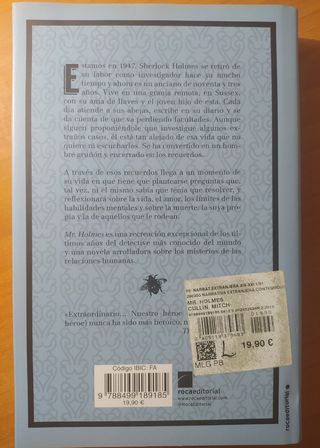 Estamos en 1947. Sherlock Holmes se retiró de
su labor como investigador hace ya mucho
tiempo y ahora es un anciano de noventa y tres
años. Vive en una granja remota, en Sussex,
con su ama de llaves y el joven hijo de esta. Cada
día atiende a sus abejas, escribe en su diario y se
da cuenta de que va perdiendo facultades. Aunque
siguen proponiéndole que investigue algunos ex-
traños casos, él está tan alejado de esa vida que no
quiere ni escucharlos. Se ha convertido en un hom-
bre gruñón y encerrado en los recuerdos.
A través de esos recuerdos llega a un momento de
su vida en que tiene que plantearse preguntas que,
tal vez, ni él mismo sabía que tenía que resolver, y
reflexionará sobre la vida, el amor, los límites de
las habilidades mentales y sobre la muerte: la suya pro-
pia y la de aquellos que le rodean.
Mr. Holmes es una recreación excepcional de los úl-
timos años del detective más conocido del mundo
y una novela arrolladora sobre los misterios de las
relaciones humanas.
«Extraordinaria... Nuestro héroe
héroe) nunca ha sido más heroico,
MR. HOLMES
CULLIN, MITCH
19,90 €
MLG PB
Código IBIC: FA
9 788499 189185
19,90 €
rocaeditorial
www.rocaeditorial.com
@RocaEditorial
rocaeditorial